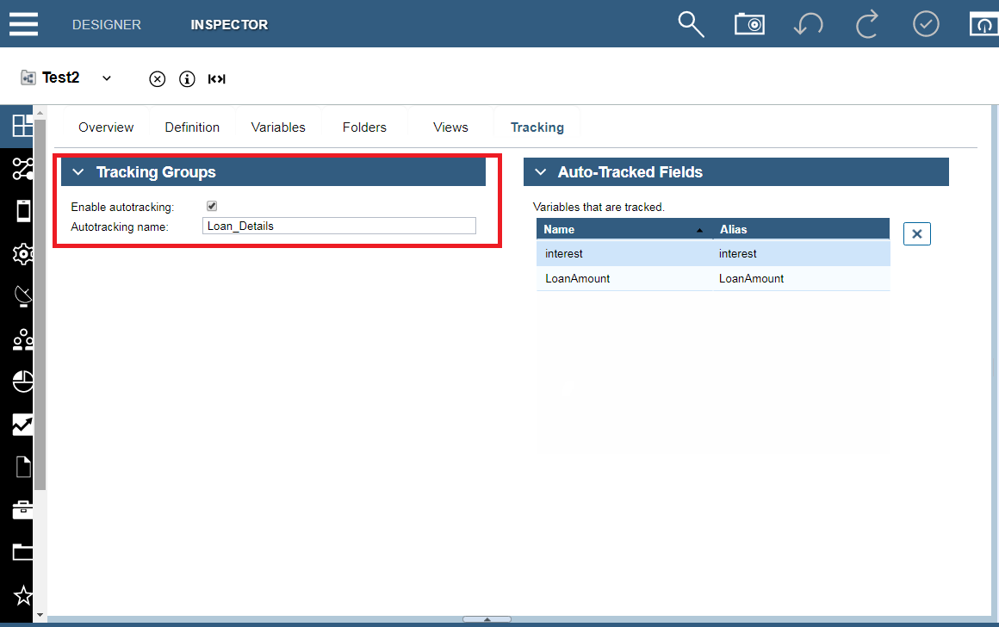 DESIGNER INSPECTOR
Test2
Overview Definition Variables Folders Views Tracking
Tracking Groups
Enable autotracking:
Autotracking name: Loan_Details
Auto-Tracked Fields
Variables that are tracked.
Name Alias
interest interest
LoanAmount LoanAmount